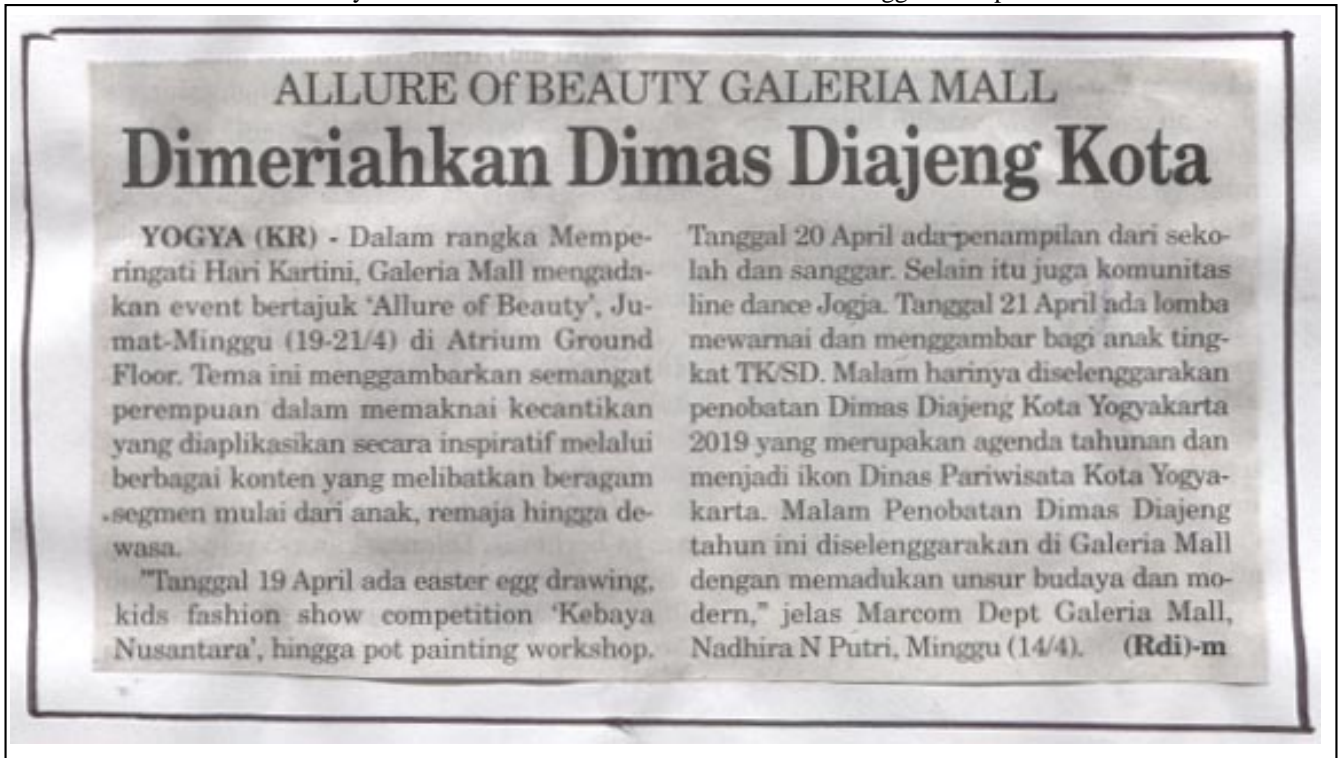 ALLURE Of BEAUTY GALERIA MALL
Dimeriahkan Dimas Diajeng Kota
YOGYA (KR) - Dalam rangka Mempe-
ringati Hari Kartini, Galeria Mall mengada-
kan event bertajuk 'Allure of Beauty', Ju-
mat-Minggu (19-21/4) di Atrium Ground
Floor. Tema ini menggambarkan semangat
perempuan dalam memaknai kecantikan
yang diaplikasikan secara inspiratif melalui
berbagai konten yang melibatkan beragam
segmen mulai dari anak, remaja hingga de-
wasa.
"Tanggal 19 April ada easter egg drawing,
kids fashion show competition 'Kebaya
Nusantara', hingga pot painting workshop.
Tanggal 20 April ada penampilan dari seko-
lah dan sanggar. Selain itu juga komunitas
line dance Jogja. Tanggal 21 April ada lomba
mewarnai dan menggambar bagi anak ting-
kat TK/SD. Malam harinya diselenggarakan
penobatan Dimas Diajeng Kota Yogyakarta
2019 yang merupakan agenda tahunan dan
menjadi ikon Dinas Pariwisata Kota Yogya-
karta. Malam Penobatan Dimas Diajeng
tahun ini diselenggarakan di Galeria Mall
dengan memadukan unsur budaya dan mo-
dern," jelas Marcom Dept Galeria Mall,
Nadhira N Putri, Minggu (14/4). (Rdi)-m